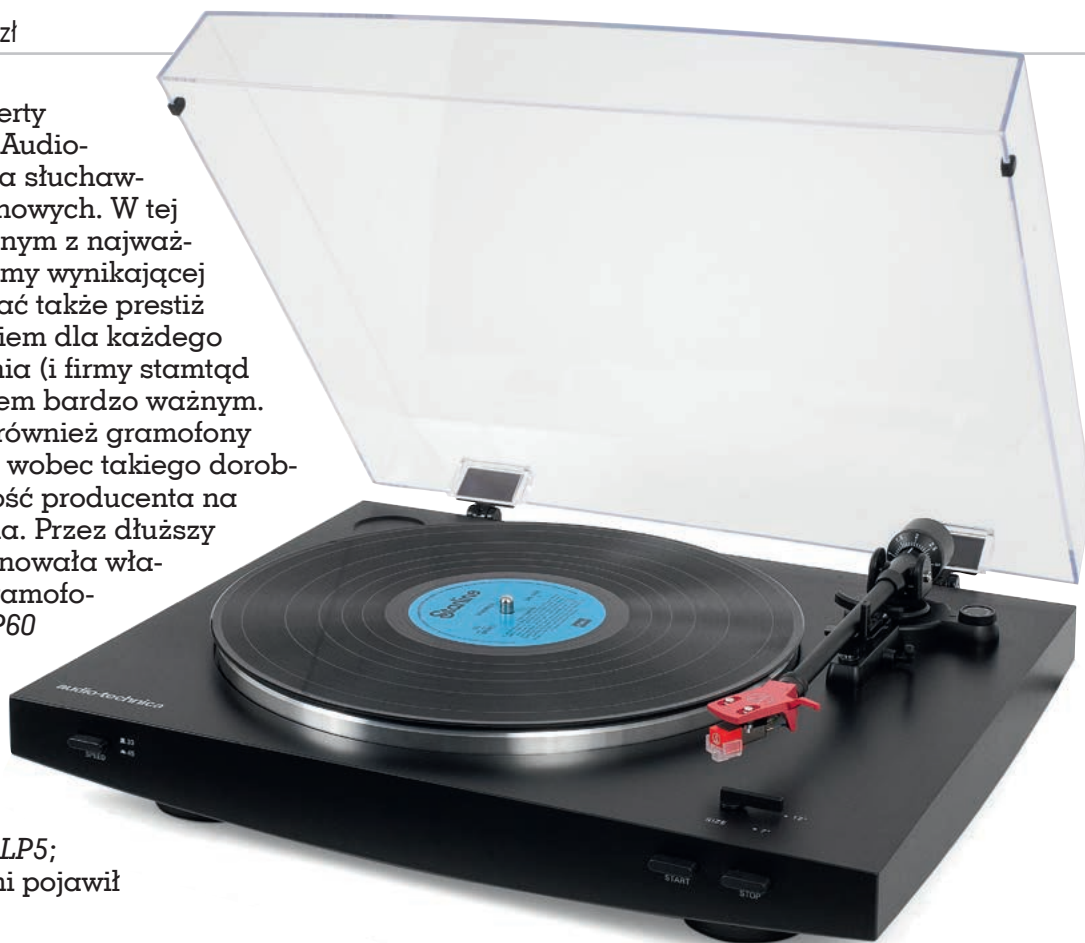 zł
erty
Audio-
a słuchaw-
nowych. W tej
nym z najważ-
my wynikającej
ać także prestiż
iem dla każdego
nia (i firmy stamtąd
em bardzo ważnym.
również gramofony
wobec takiego dorob-
ość producenta na
a. Przez dłuższy
nowała wła-
amofo-
P60
LP5;
ni pojawił
Starline
audio-technica
33
45
SPEED
SIZE
12"
7"
START
STOP